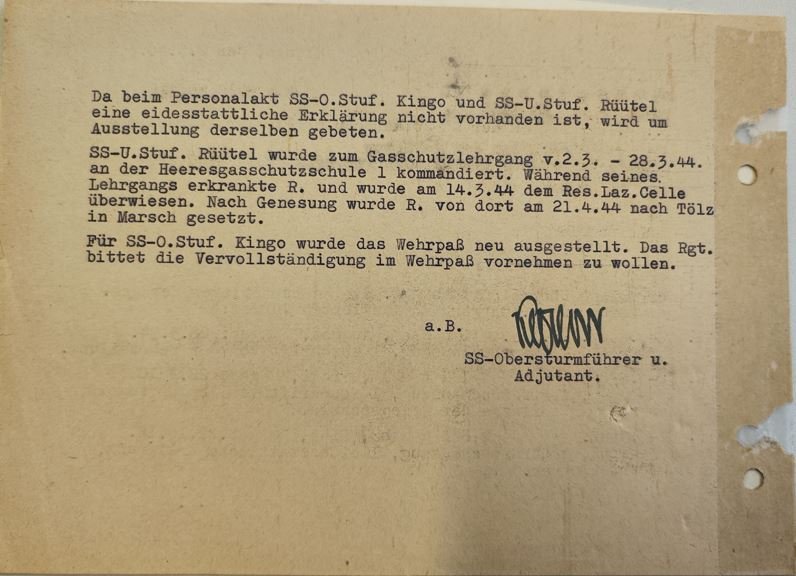 Da beim Personalakt SS-O.Stuf. Kingo und SS-U.Stuf. Rüütel
eine eidesstattliche Erklärung nicht vorhanden ist, wird um
Ausstellung derselben gebeten.
SS-U.Stuf. Rüütel wurde zum Gasschutzlehrgang v.2.3. - 28.3.44.
an der Heeresgasschutzschule 1 kommandiert. Während seines
Lehrgangs erkrankte R. und wurde am 14.3.44 dem Res.Laz.Celle
überwiesen. Nach Genesung wurde R. von dort am 21.4.44 nach Tölz
in Marsch gesetzt.
Für SS-O.Stuf. Kingo wurde das Wehrpaß neu ausgestellt. Das Rgt.
bittet die Vervollständigung im Wehrpaß vornehmen zu wollen.
a.B.
SS-Obersturmführer u.
Adjutant.